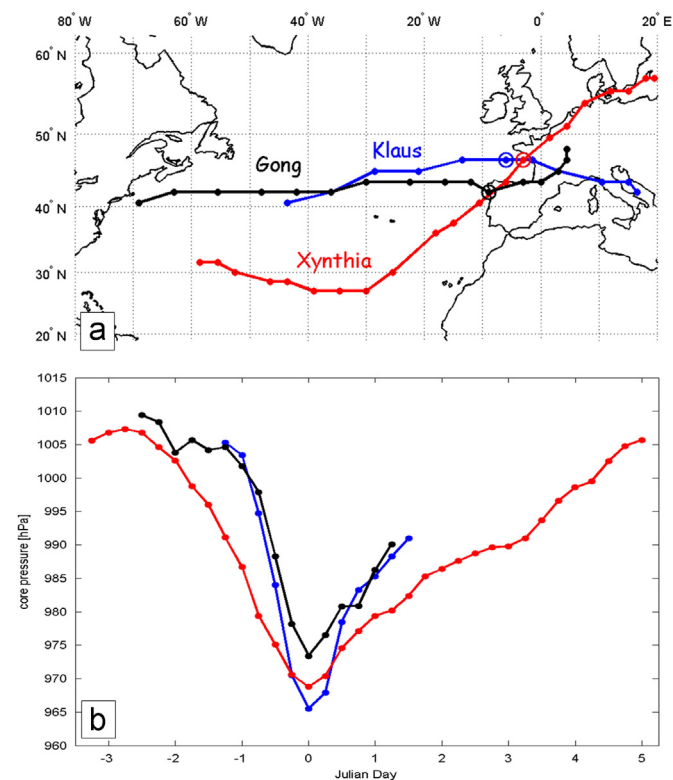 80° W 60° W 40° W 20° W 0° 20° E
60° N
50° N
40° N
30° N
20° N
Klaus
Gong
Xynthia
a
1015
1010
1005
1000
995
990
985
980
975
970
965
960
core pressure [hPa]
b
-3 -2 -1 0 1 2 3 4 5
Julian Day